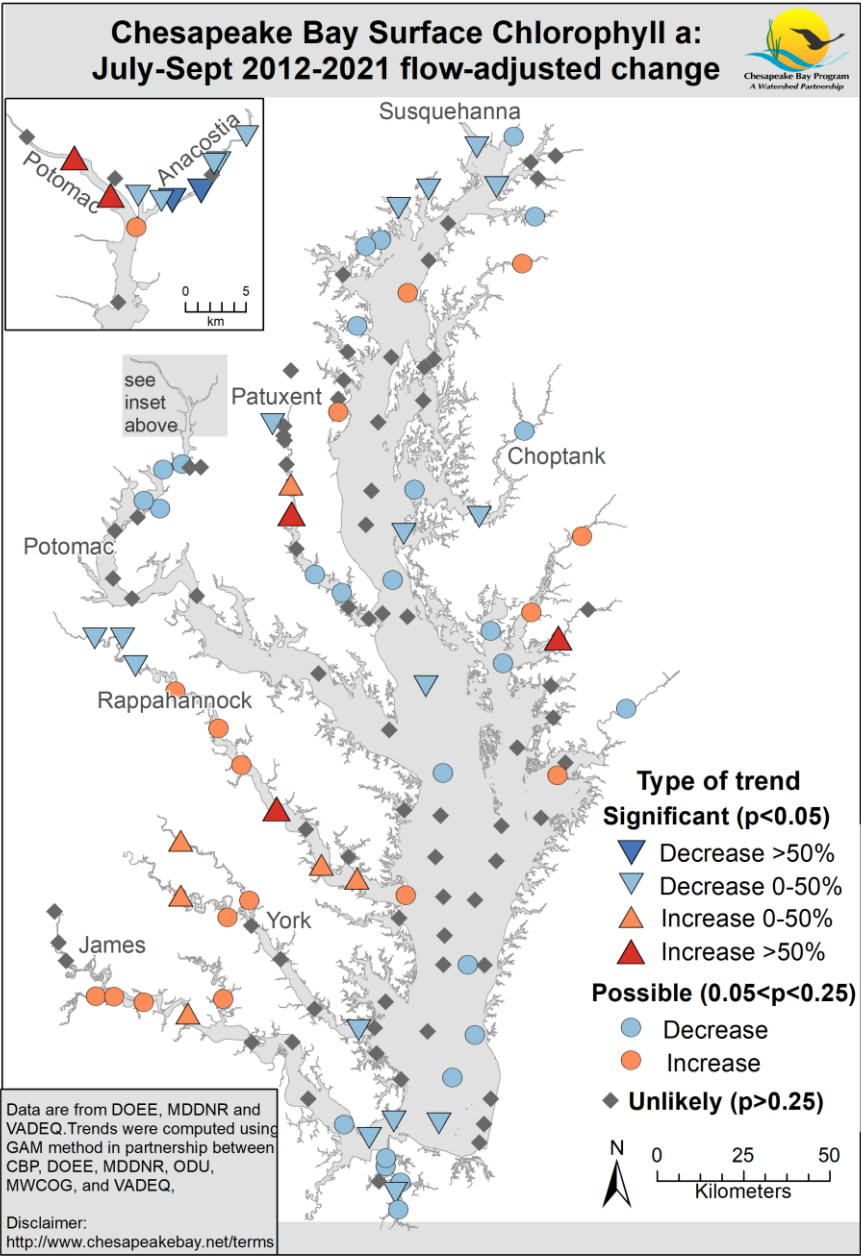 Chesapeake Bay Surface Chlorophyll a:
July-Sept 2012-2021 flow-adjusted change
Chesapeake Bay Program
A Watershed Partnership
Susquehanna
Anacostia
Potomac
0 5
km
see
inset
above
Patuxent
Choptank
Potomac
Rappahannock
York
James
Type of trend
Significant (p<0.05)
Decrease >50%
Decrease 0-50%
Increase 0-50%
Increase >50%
Possible (0.05<p<0.25)
Decrease
Increase
Unlikely (p>0.25)
N
0 25 50
Kilometers
Data are from DOEE, MDDNR and
VADEQ.Trends were computed using
GAM method in partnership between
CBP, DOEE, MDDNR, ODU,
MWCOG, and VADEQ,
Disclaimer:
http://www.chesapeakebay.net/terms